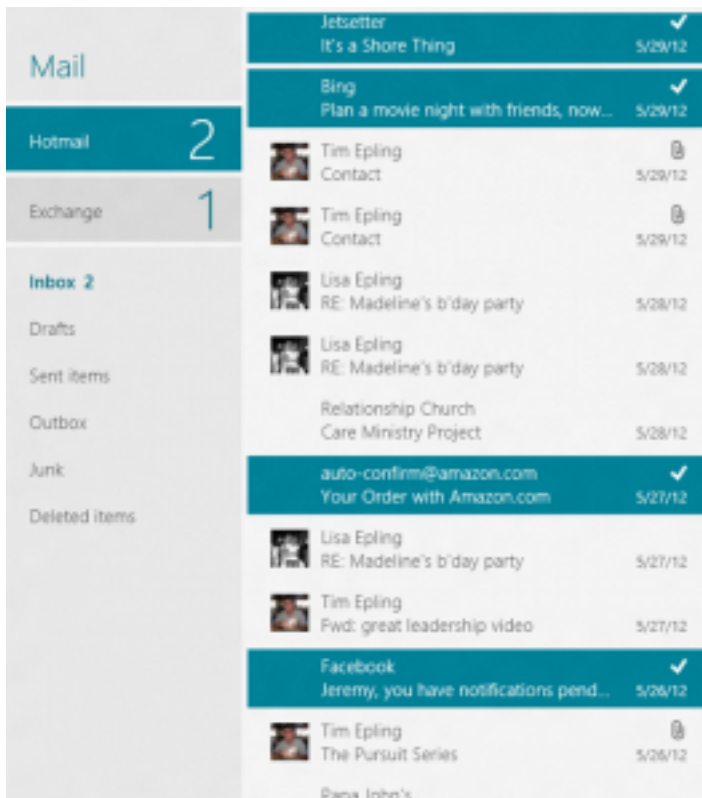 Mail
Hotmail 2
Exchange 1
Inbox 2
Drafts
Sent items
Outbox
Junk
Deleted items
Jetsetter
It's a Shore Thing 5/29/12
Bing
Plan a movie night with friends, now... 5/29/12
Tim Epling
Contact 5/29/12
Tim Epling
Contact 5/29/12
Lisa Epling
RE: Madeline's b'day party 5/28/12
Lisa Epling
RE: Madeline's b'day party 5/28/12
Relationship Church
Care Ministry Project 5/28/12
auto-confirm@amazon.com
Your Order with Amazon.com 5/27/12
Lisa Epling
RE: Madeline's b'day party 5/27/12
Tim Epling
Fwd: great leadership video 5/27/12
Facebook
Jeremy, you have notifications pend... 5/26/12
Tim Epling
The Pursuit Series 5/26/12
Papa John's